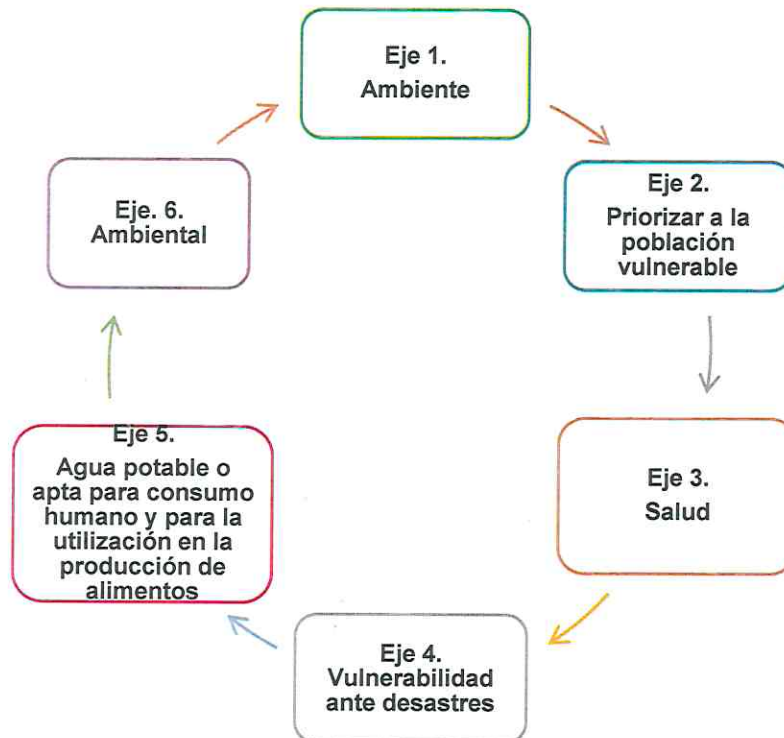 Eje 1.
Ambiente
Eje 2.
Priorizar a la
población
vulnerable
Eje 3.
Salud
Eje 4.
Vulnerabilidad
ante desastres
Eje 5.
Agua potable o
apta para consumo
humano y para la
utilización en la
producción de
alimentos
Eje. 6.
Ambiental